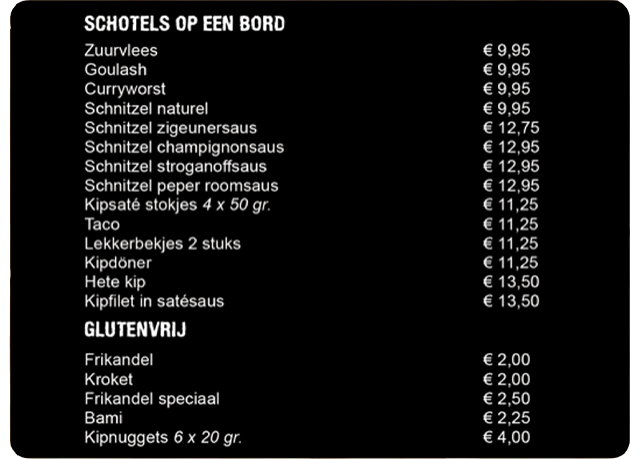 SCHOTELS OP EEN BORD
Zuurvlees € 9,95
Goulash € 9,95
Curryworst € 9,95
Schnitzel naturel € 9,95
Schnitzel zigeunersaus € 12,75
Schnitzel champignonsaus € 12,95
Schnitzel stroganoffsaus € 12,95
Schnitzel peper roomsaus € 12,95
Kipsaté stokjes 4 x 50 gr. € 11,25
Taco € 11,25
Lekkerbekjes 2 stuks € 11,25
Kipdöner € 11,25
Hete kip € 13,50
Kipfilet in satésaus € 13,50
GLUTENVRIJ
Frikandel € 2,00
Kroket € 2,00
Frikandel speciaal € 2,50
Bami € 2,25
Kipnuggets 6 x 20 gr. € 4,00